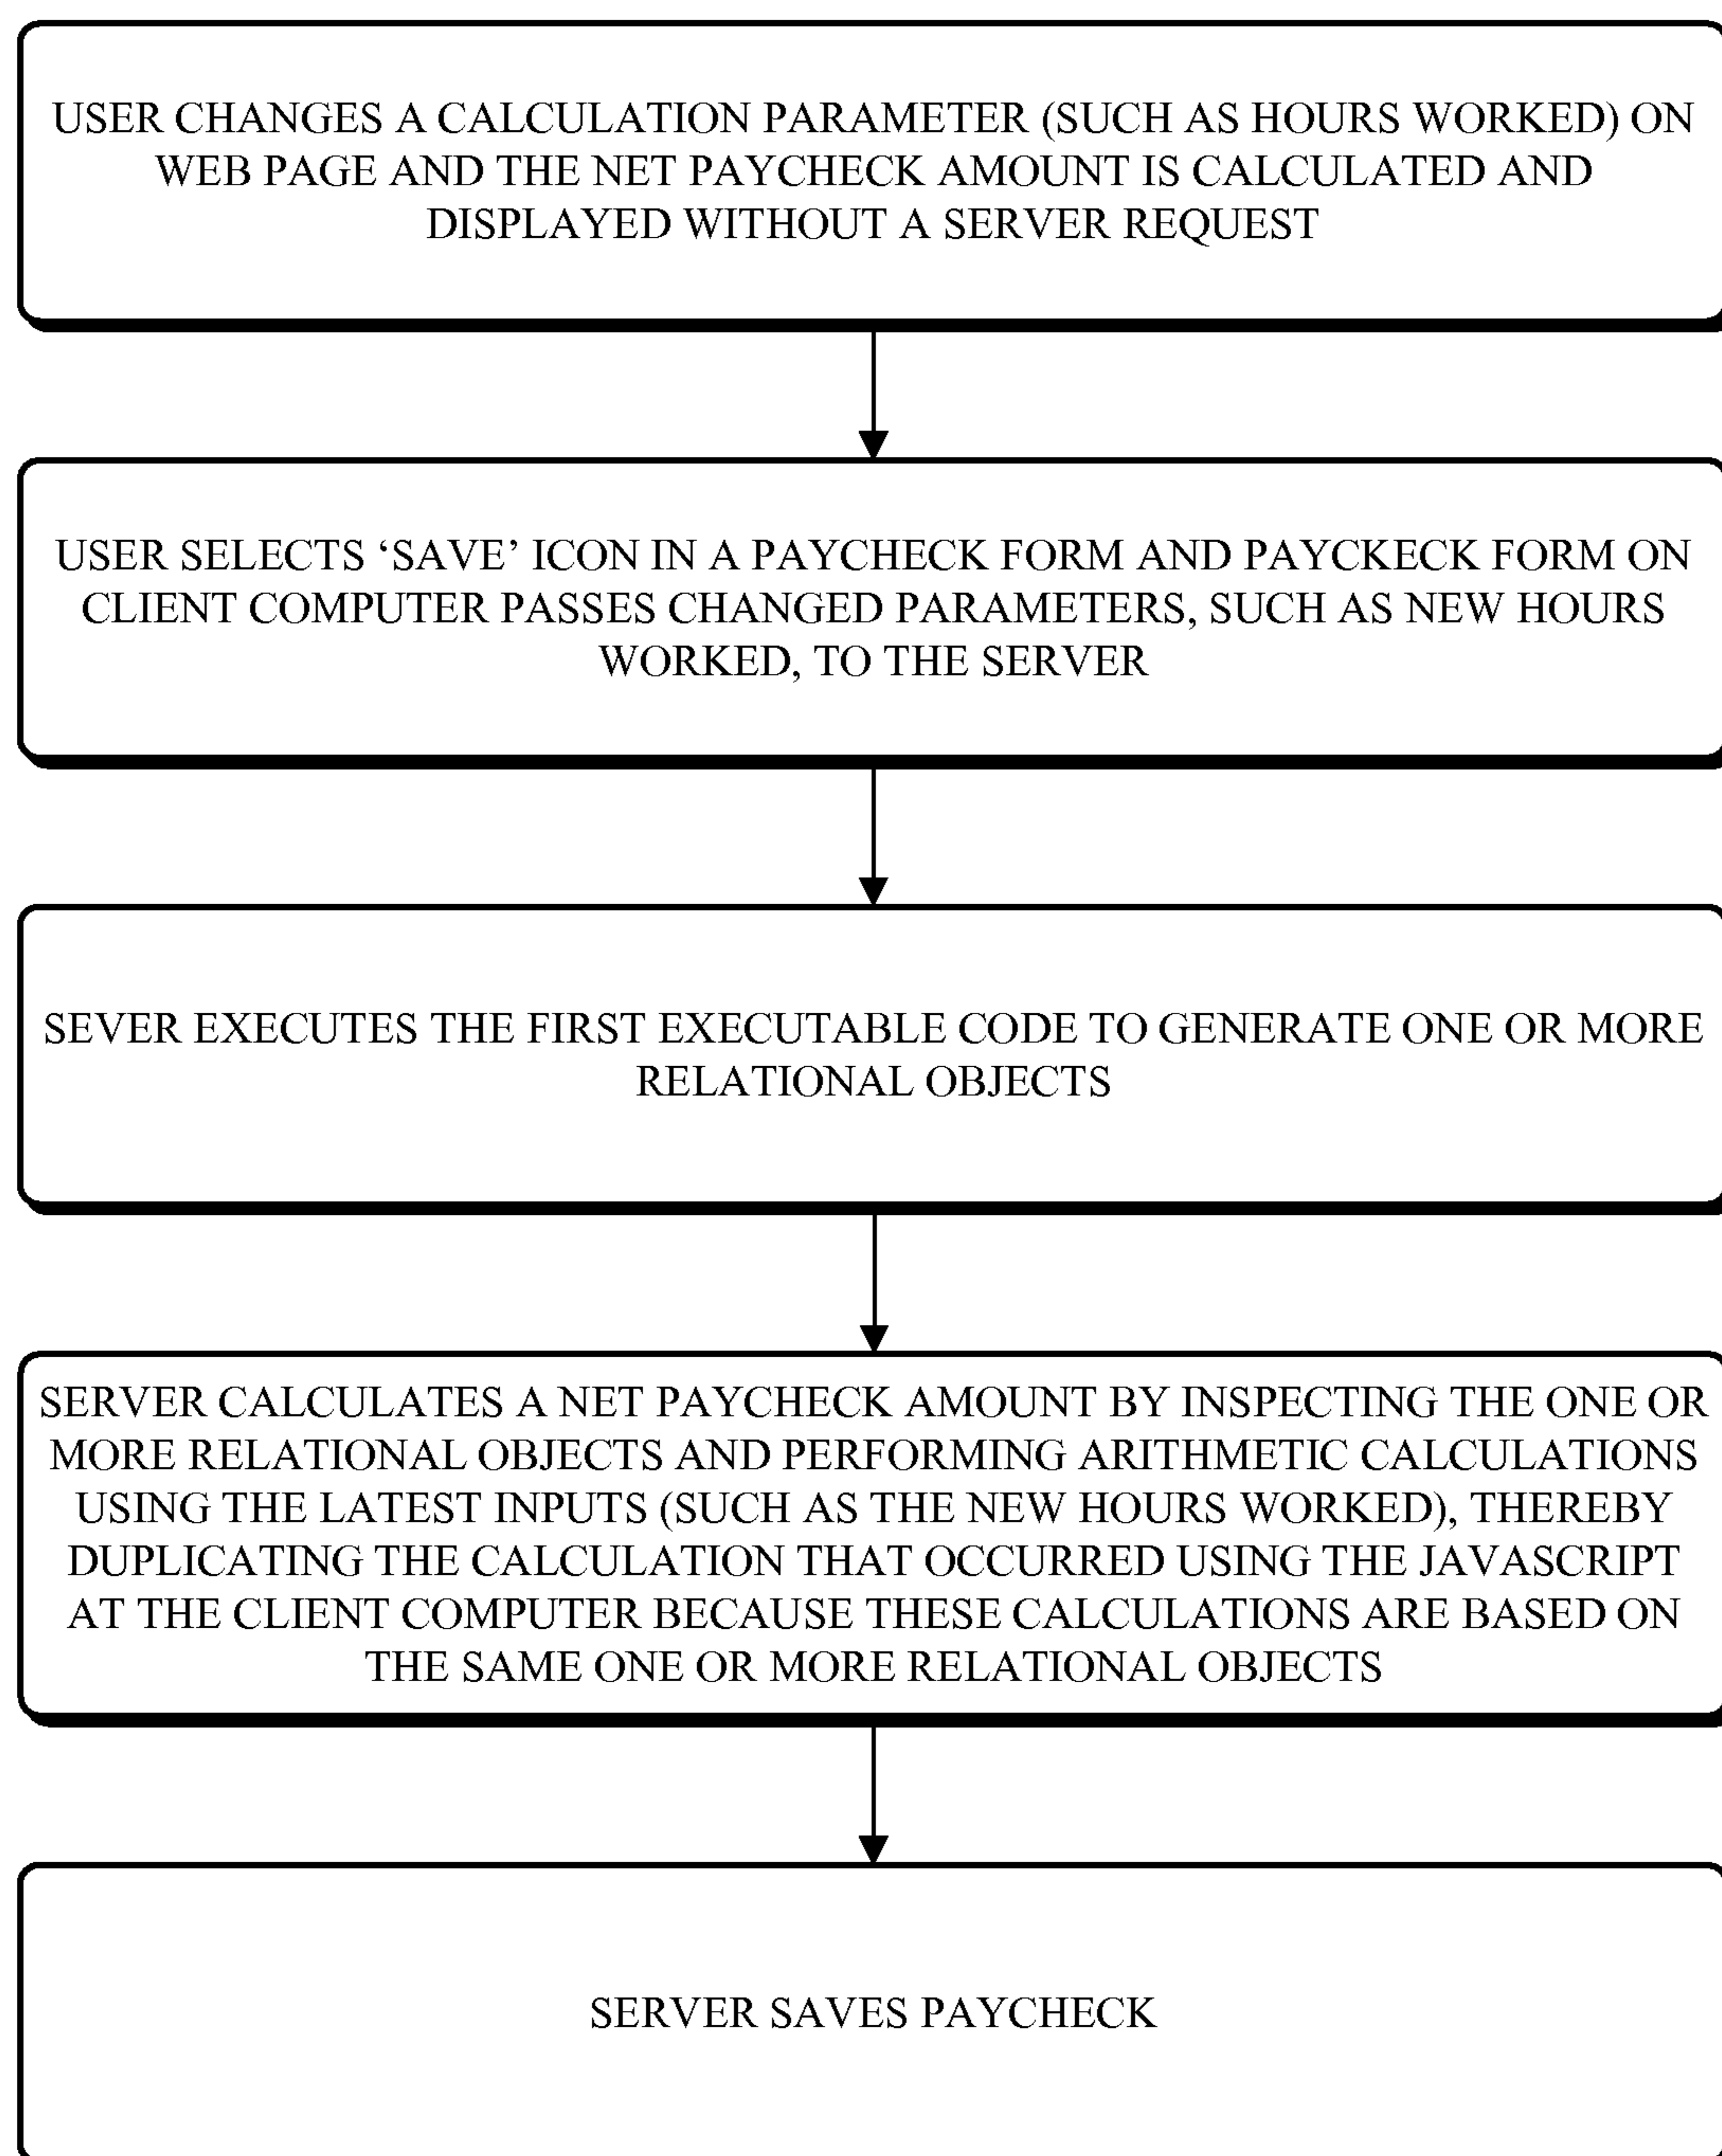 USER CHANGES A CALCULATION PARAMETER (SUCH AS HOURS WORKED) ON
WEB PAGE AND THE NET PAYCHECK AMOUNT IS CALCULATED AND
DISPLAYED WITHOUT A SERVER REQUEST
USER SELECTS ‘SAVE’ ICON IN A PAYCHECK FORM AND PAYCKECK FORM ON
CLIENT COMPUTER PASSES CHANGED PARAMETERS, SUCH AS NEW HOURS
WORKED, TO THE SERVER
SEVER EXECUTES THE FIRST EXECUTABLE CODE TO GENERATE ONE OR MORE
RELATIONAL OBJECTS
SERVER CALCULATES A NET PAYCHECK AMOUNT BY INSPECTING THE ONE OR
MORE RELATIONAL OBJECTS AND PERFORMING ARITHMETIC CALCULATIONS
USING THE LATEST INPUTS (SUCH AS THE NEW HOURS WORKED), THEREBY
DUPLICATING THE CALCULATION THAT OCCURRED USING THE JAVASCRIPT
AT THE CLIENT COMPUTER BECAUSE THESE CALCULATIONS ARE BASED ON
THE SAME ONE OR MORE RELATIONAL OBJECTS
SERVER SAVES PAYCHECK